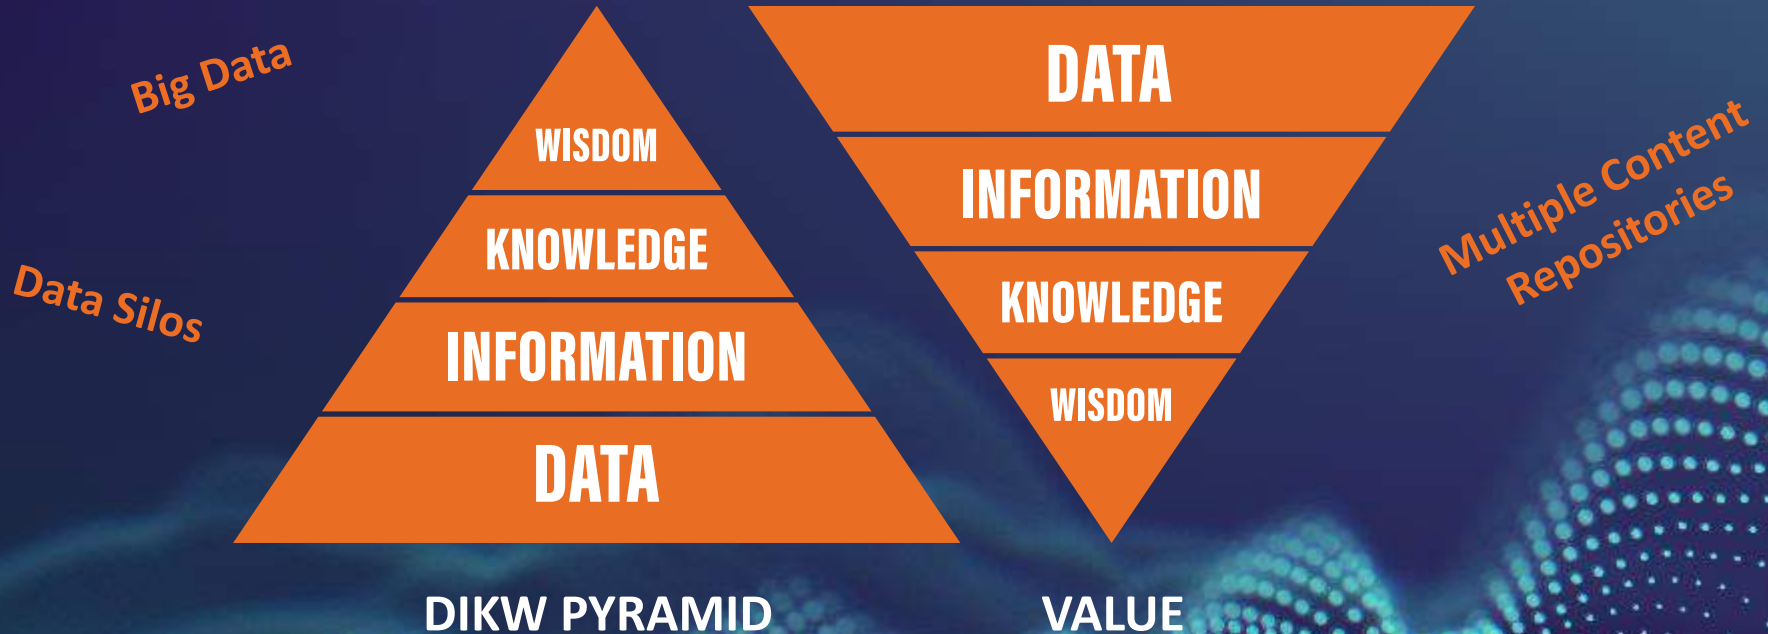 Big Data
Data Silos
WISDOM
KNOWLEDGE
INFORMATION
DATA
DIKW PYRAMID
DATA
INFORMATION
KNOWLEDGE
WISDOM
VALUE
Multiple Content
Repositories